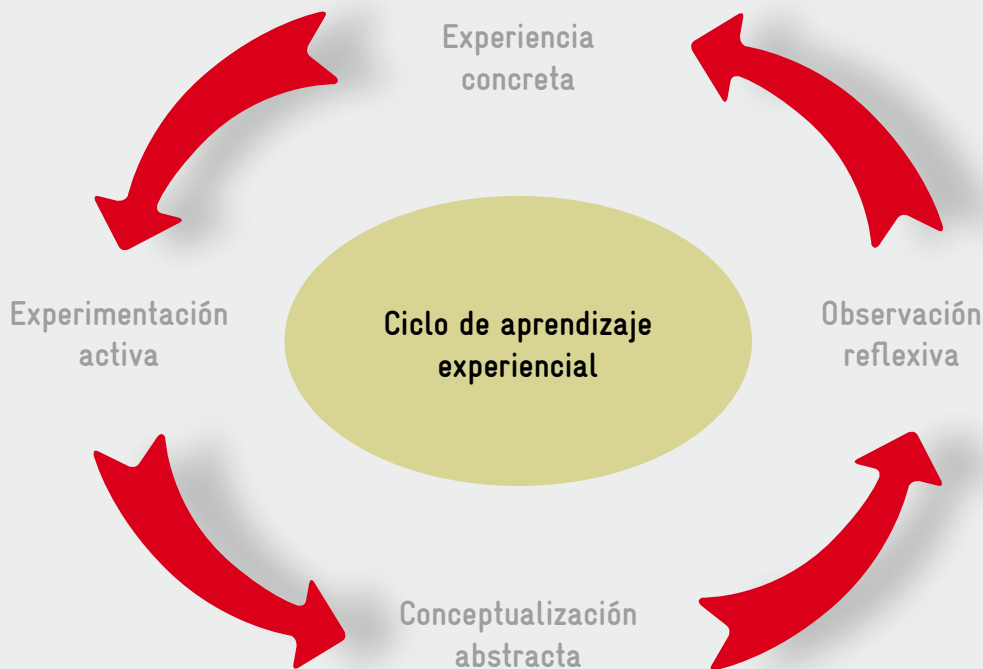 Experiencia
concreta
Experimentación
activa
Ciclo de aprendizaje
experiencial
Observación
reflexiva
Conceptualización
abstracta